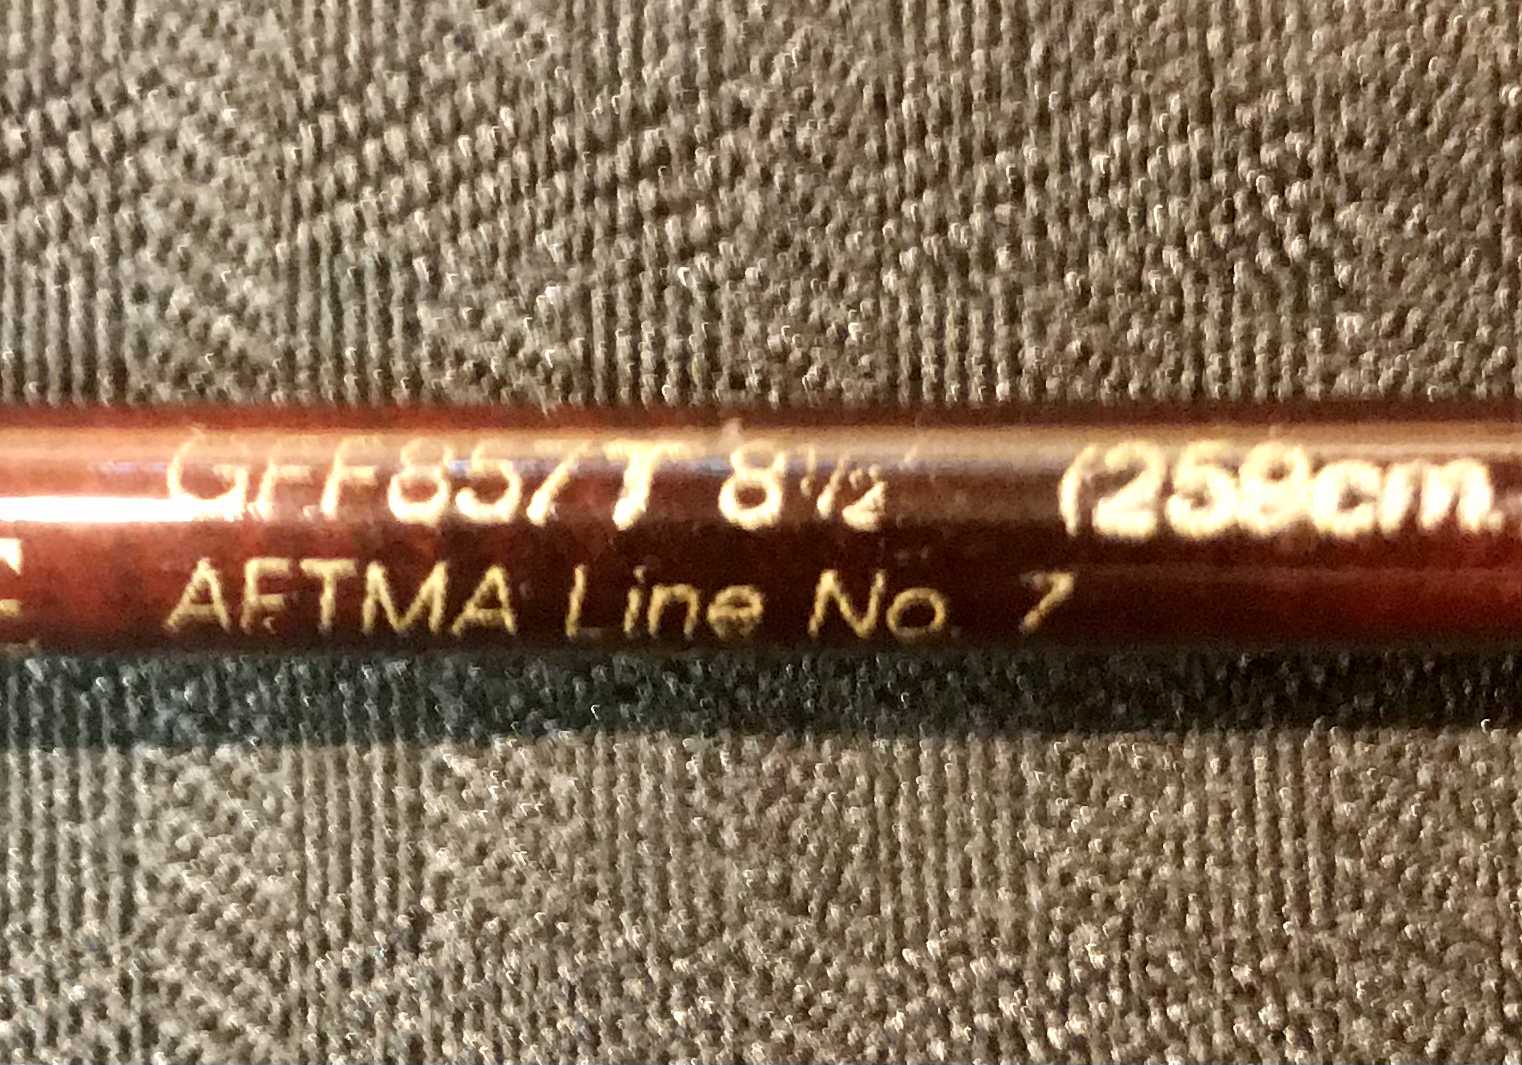 GFF857T 8½ (259cm.
AFTMA Line No. 7